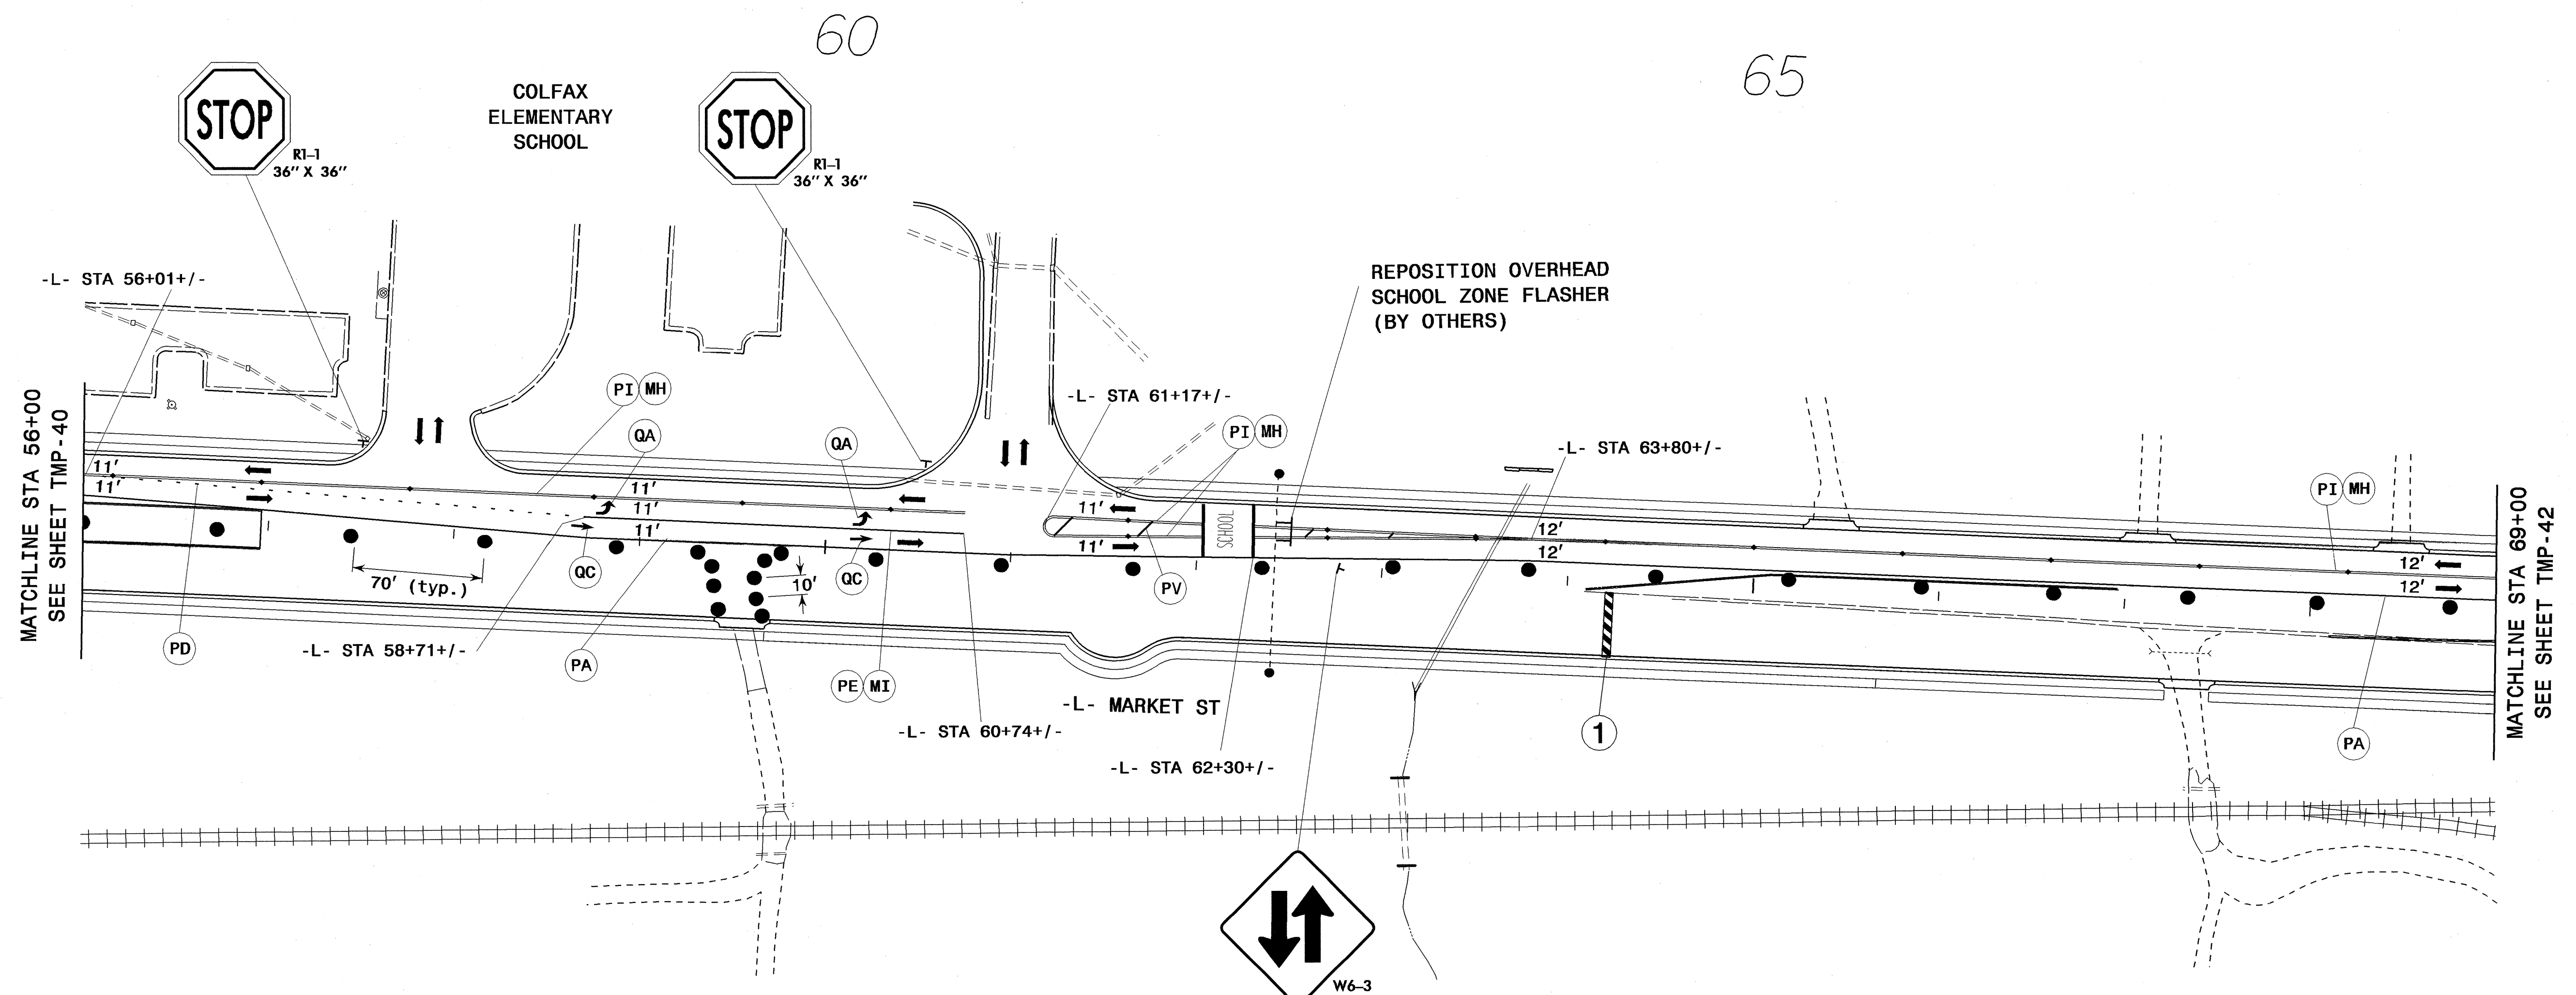 60
65
STOP
R1-1
36" X 36"
COLFAX
ELEMENTARY
SCHOOL
STOP
R1-1
36" X 36"
-L- STA 56+01+/-
REPOSITION OVERHEAD
SCHOOL ZONE FLASHER
(BY OTHERS)
MATCHLINE STA 56+00
SEE SHEET TMP-40
PI MH
QA
QA
-L- STA 61+17+/-
PI MH
-L- STA 63+80+/-
PI MH
11'
11'
11'
11'
11'
11'
11'
SCHOOL
12'
12'
12'
12'
MATCHLINE STA 69+00
SEE SHEET TMP-42
70' (typ.)
QC
QC
10'
PV
PD
-L- STA 58+71+/-
PA
PE MI
-L- MARKET ST
-L- STA 60+74+/-
-L- STA 62+30+/-
1
PA
W6-3